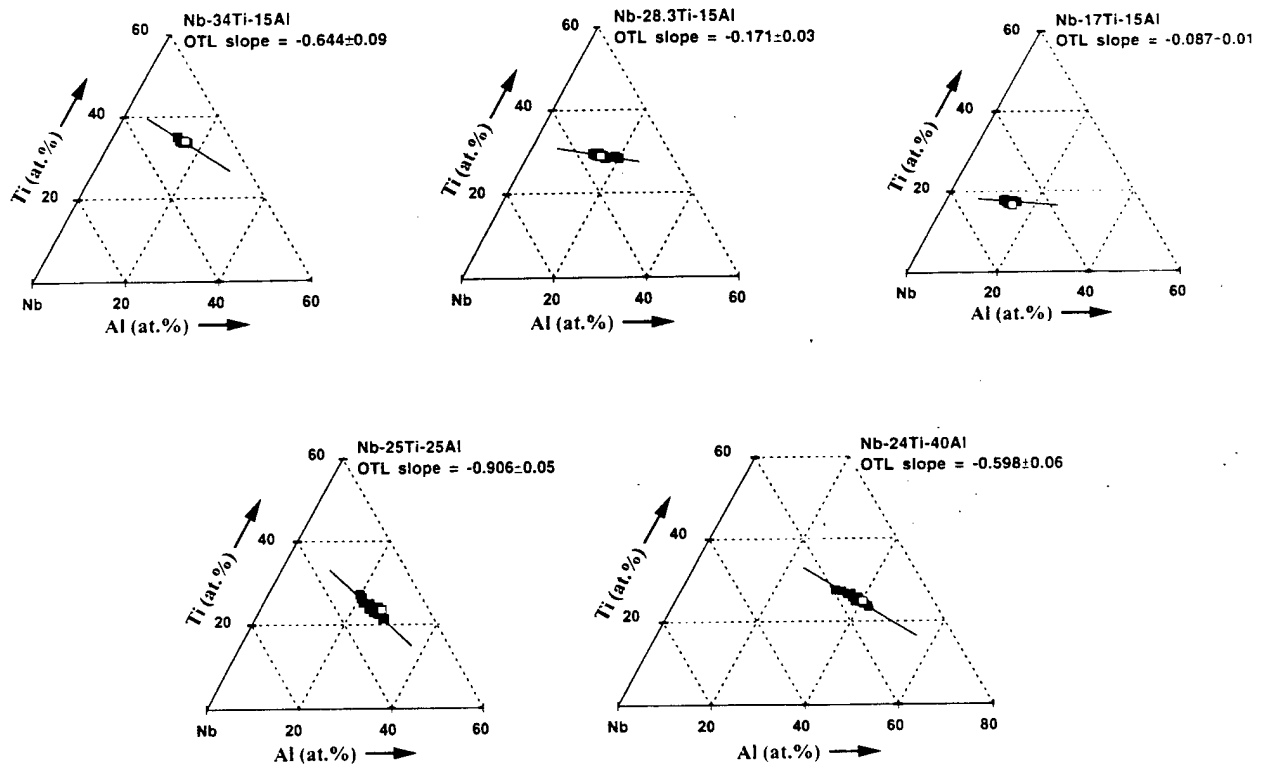 Nb-34Ti-15Al
OTL slope = -0.644±0.09
60
40
20
Ti (at.%)
Nb
20
40
60
Al (at.%)
Nb-28.3Ti-15Al
OTL slope = -0.171±0.03
60
40
20
Ti (at.%)
Nb
20
40
60
Al (at.%)
Nb-17Ti-15Al
OTL slope = -0.087-0.01
60
40
20
Ti (at.%)
Nb
20
40
60
Al (at.%)
Nb-25Ti-25Al
OTL slope = -0.906±0.05
60
40
20
Ti (at.%)
Nb
20
40
60
Al (at.%)
Nb-24Ti-40Al
OTL slope = -0.598±0.06
60
40
20
Ti (at.%)
Nb
20
40
60
80
Al (at.%)